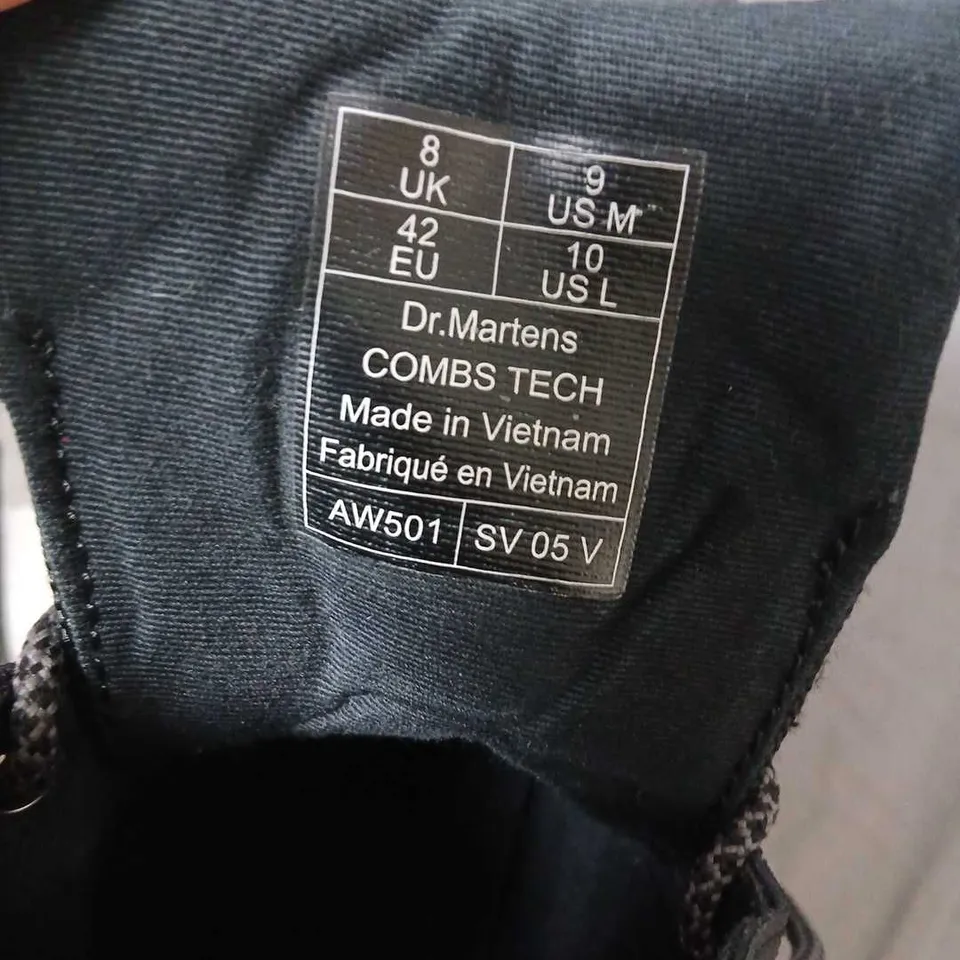 8
UK
9
US M
42
EU
10
US L
Dr.Martens
COMBS TECH
Made in Vietnam
Fabriqué en Vietnam
AW501
SV 05 V